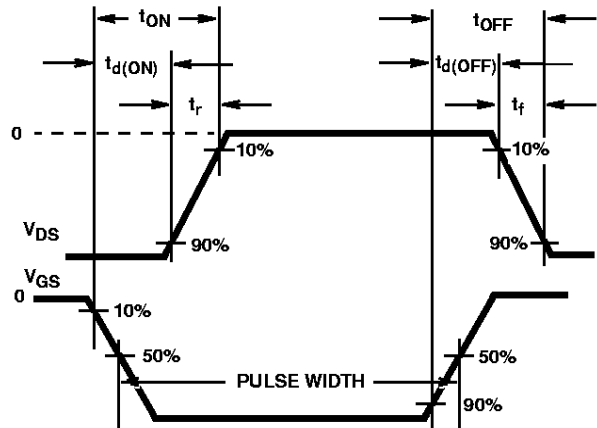 tON tOFF
td(ON) td(OFF)
tr tf
0
10% 10%
VDS 90% 90%
VGS
0
10%
50% 50%
PULSE WIDTH
90%